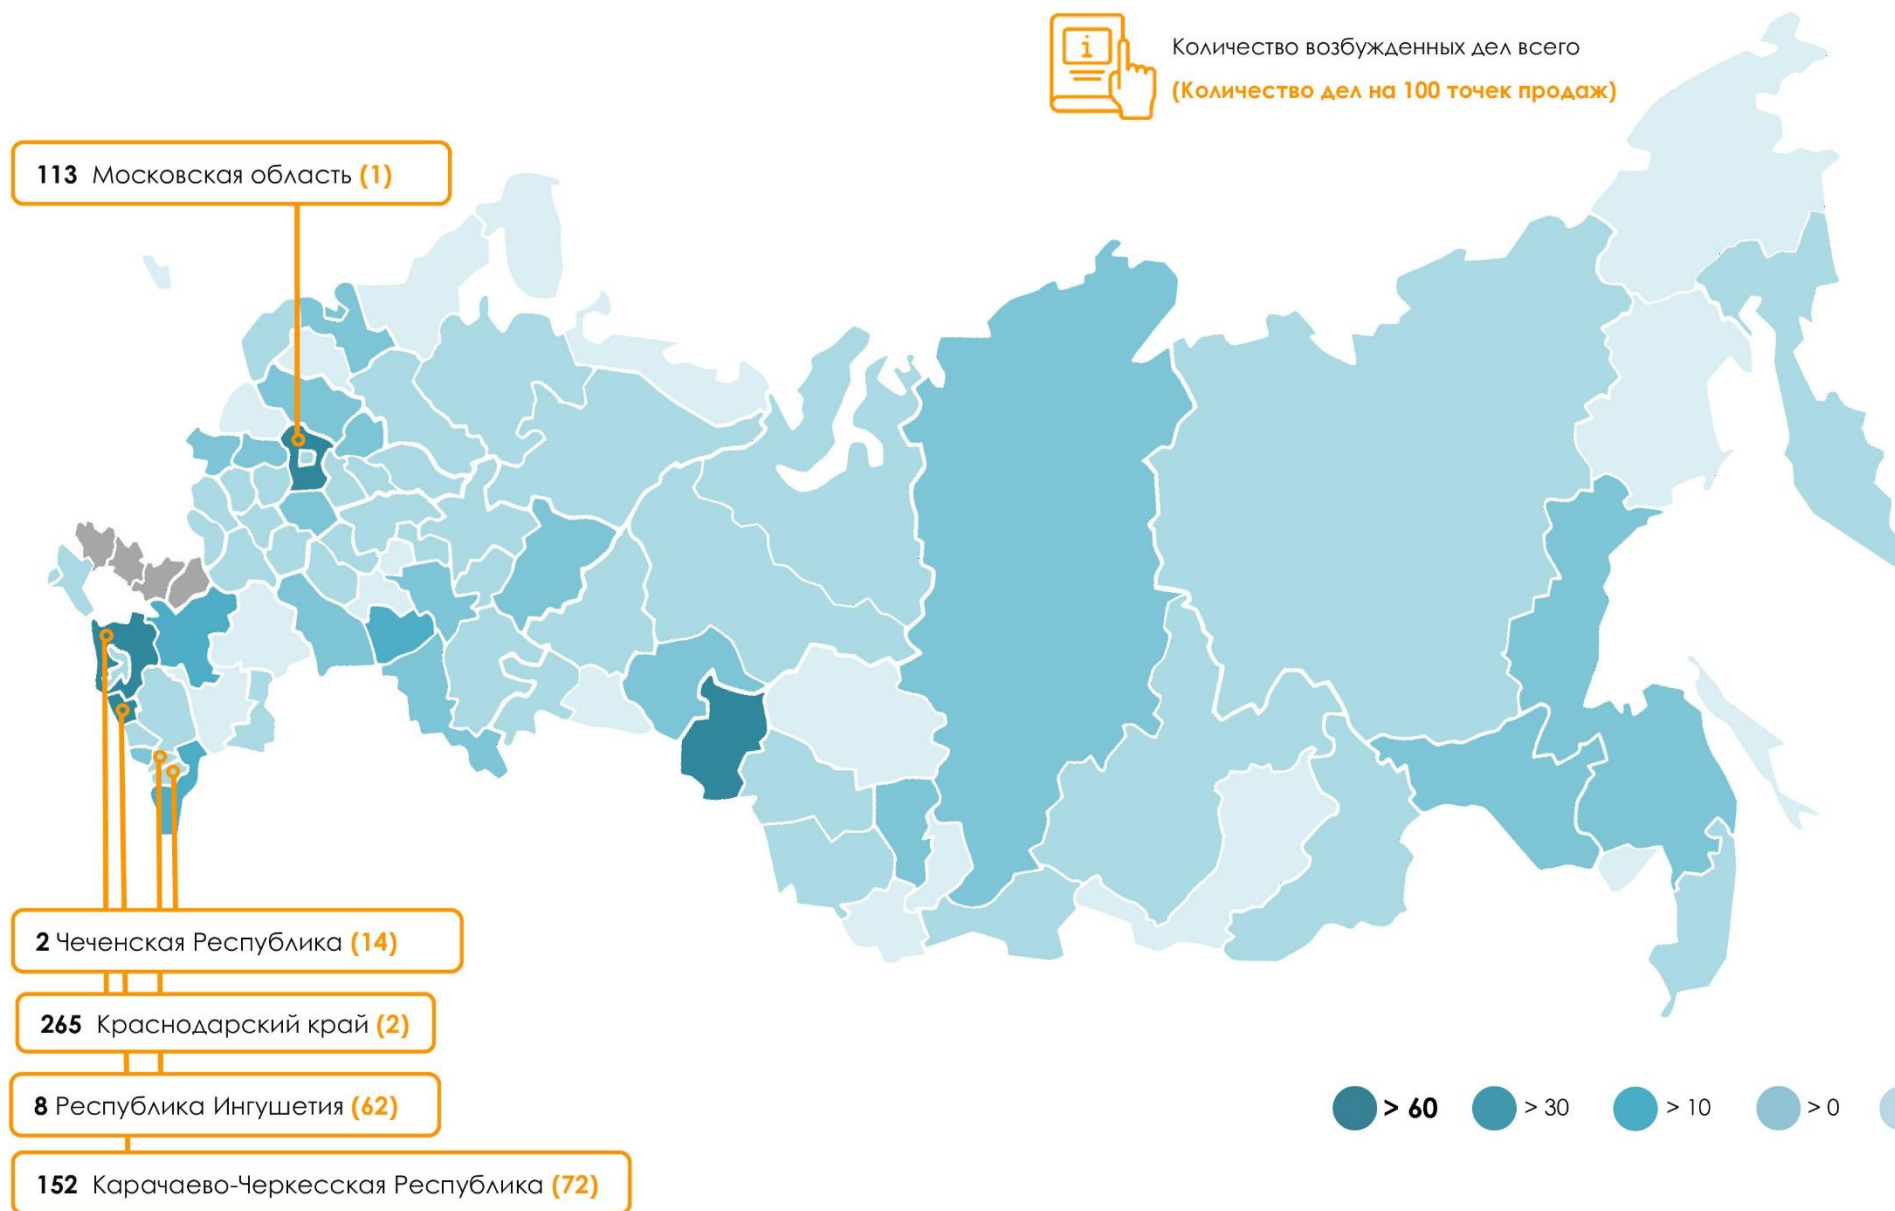 i
Количество возбужденных дел всего
(Количество дел на 100 точек продаж)
113 Московская область (1)
2 Чеченская Республика (14)
265 Краснодарский край (2)
8 Республика Ингушетия (62)
152 Карачаево-Черкесская Республика (72)
> 60 > 30 > 10 > 0